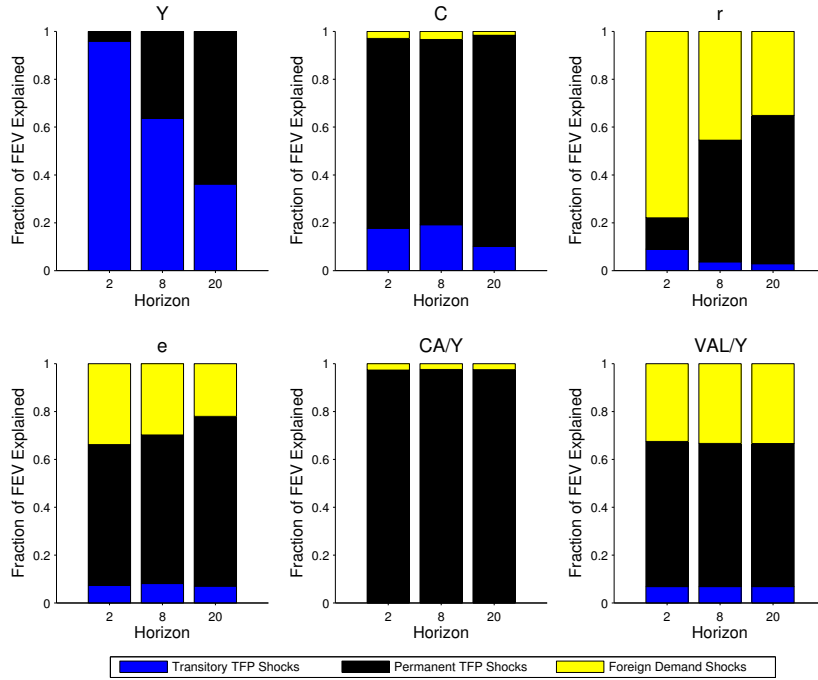 Y
C
r
Fraction of FEV Explained
1
0.8
0.6
0.4
0.2
0
2 8 20
Horizon
Fraction of FEV Explained
1
0.8
0.6
0.4
0.2
0
2 8 20
Horizon
Fraction of FEV Explained
1
0.8
0.6
0.4
0.2
0
2 8 20
Horizon
e
CA/Y
VAL/Y
Fraction of FEV Explained
1
0.8
0.6
0.4
0.2
0
2 8 20
Horizon
Fraction of FEV Explained
1
0.8
0.6
0.4
0.2
0
2 8 20
Horizon
Fraction of FEV Explained
1
0.8
0.6
0.4
0.2
0
2 8 20
Horizon
Transitory TFP Shocks Permanent TFP Shocks Foreign Demand Shocks